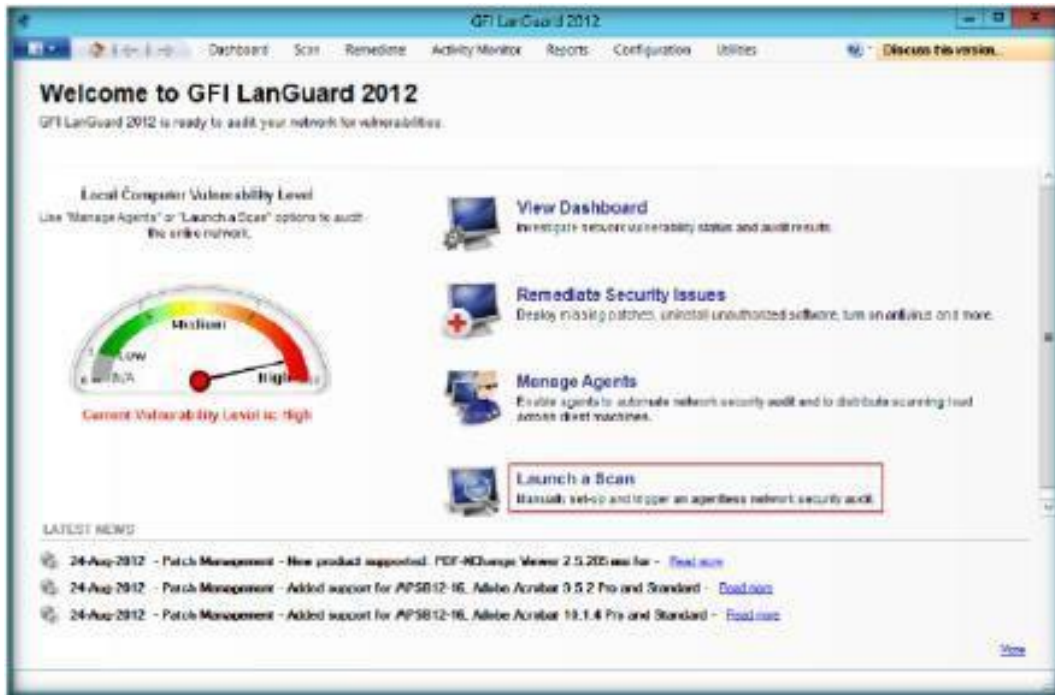 GFI LanGuard 2012
Dashboard Scan Remediate Activity Monitor Reports Configuration Utilities Discuss this version...
Welcome to GFI LanGuard 2012
GFI LanGuard 2012 is ready to audit your network for vulnerabilities
Local Computer Vulnerability Level
Use "Manage Agents" or "Launch a Scan" options to audit
the entire network.
Medium
Low
N/A
High
Current Vulnerability Level is: High
View Dashboard
Investigate network vulnerability status and audit results
Remediate Security Issues
Deploy missing patches, uninstall unauthorized software, turn on antivirus and more.
Manage Agents
Enable agents to automate network security audit and to distribute scanning load
across client machines.
Launch a Scan
Manually set-up and trigger an agentless network security audit.
LATEST NEWS
24-Aug-2012 - Patch Management - New product supported. PDF-XChange Viewer 2.5.205 - Read more
24-Aug-2012 - Patch Management - Added support for APSB12-16, Adobe Acrobat 9.5.2 Pro and Standard - Read more
24-Aug-2012 - Patch Management - Added support for APSB12-16, Adobe Acrobat 10.1.4 Pro and Standard - Read more
More